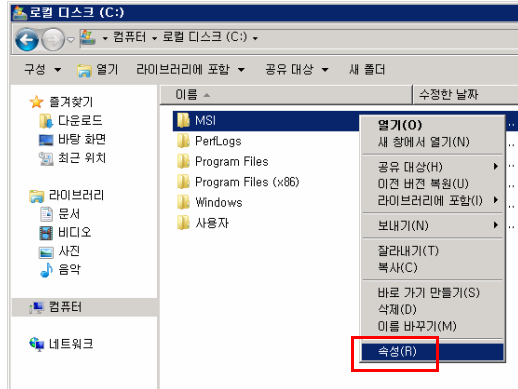 로컬 디스크 (C:)
컴퓨터 로컬 디스크 (C:)
구성 열기 라이브러리에 포함 공유 대상 새 폴더
즐겨찾기
다운로드
바탕 화면
최근 위치
라이브러리
문서
비디오
사진
음악
컴퓨터
네트워크
이름 수정한 날짜
MSI
PerfLogs
Program Files
Program Files (x86)
Windows
사용자
열기(O)
새 창에서 열기(N)
공유 대상(H)
이전 버전 복원(U)
라이브러리에 포함(I)
보내기(N)
잘라내기(T)
복사(C)
바로 가기 만들기(S)
삭제(D)
이름 바꾸기(M)
속성(R)